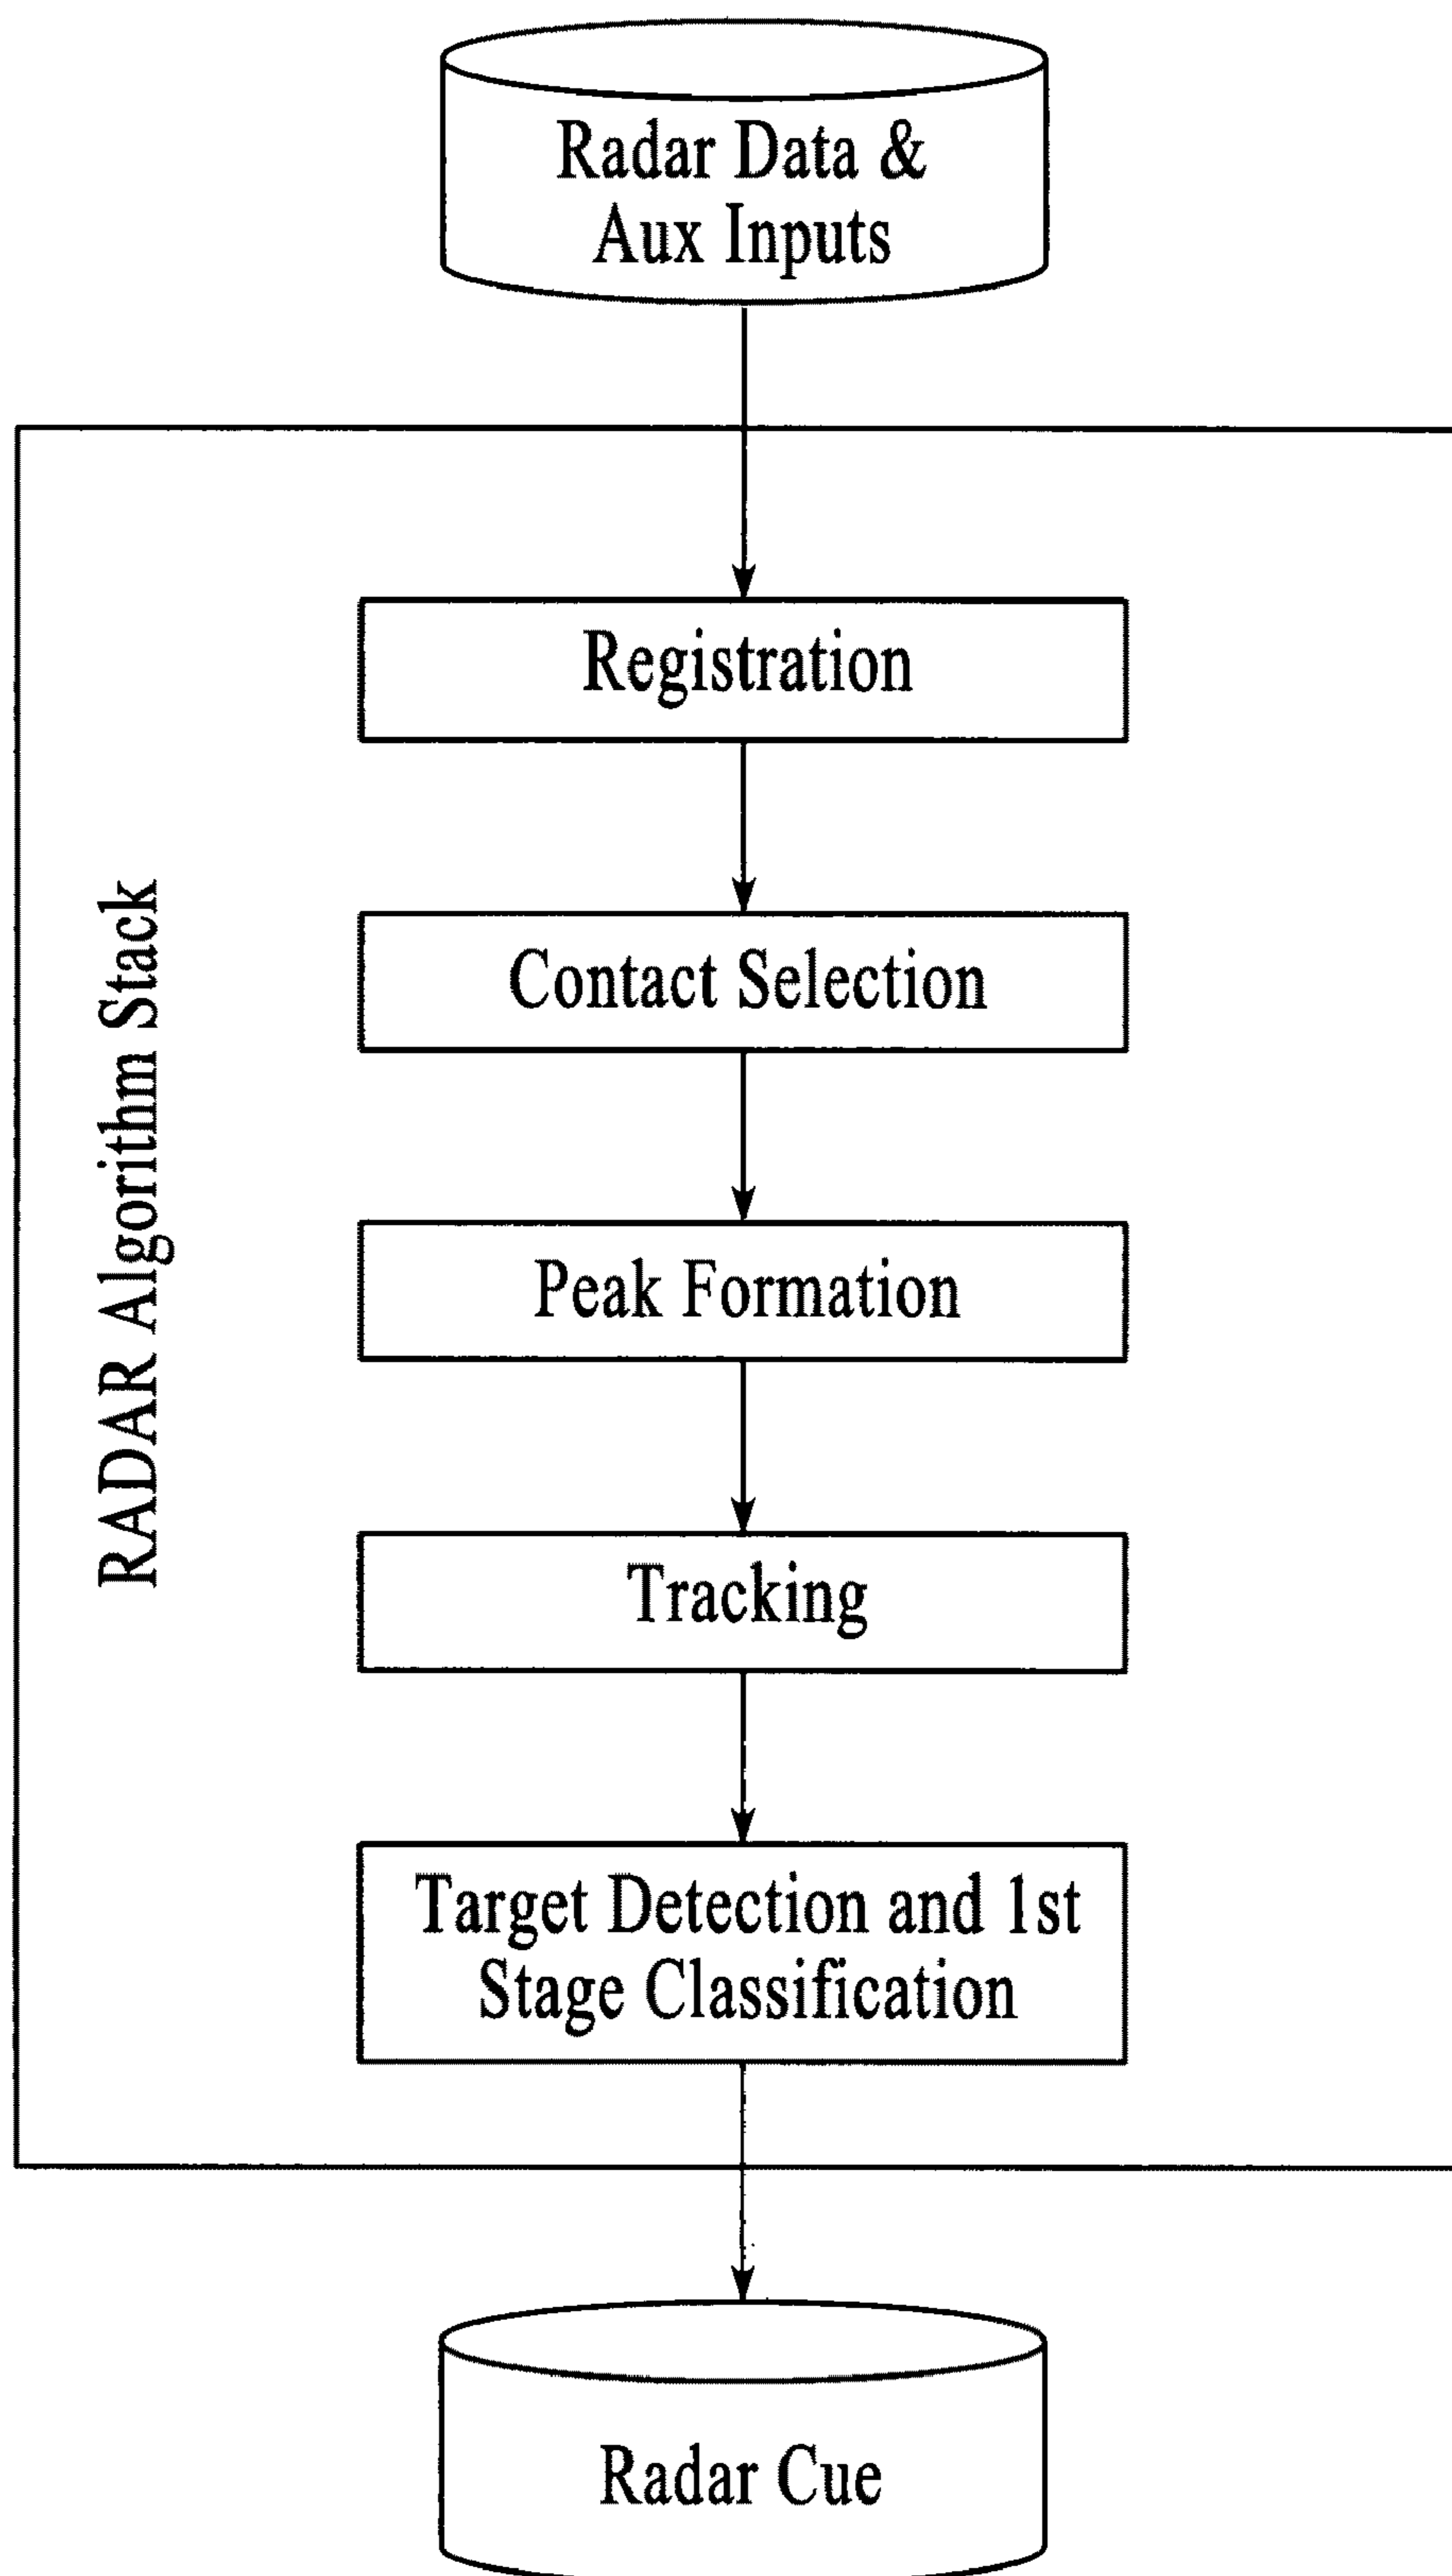 Radar Data &
Aux Inputs
RADAR Algorithm Stack
Registration
Contact Selection
Peak Formation
Tracking
Target Detection and 1st
Stage Classification
Radar Cue